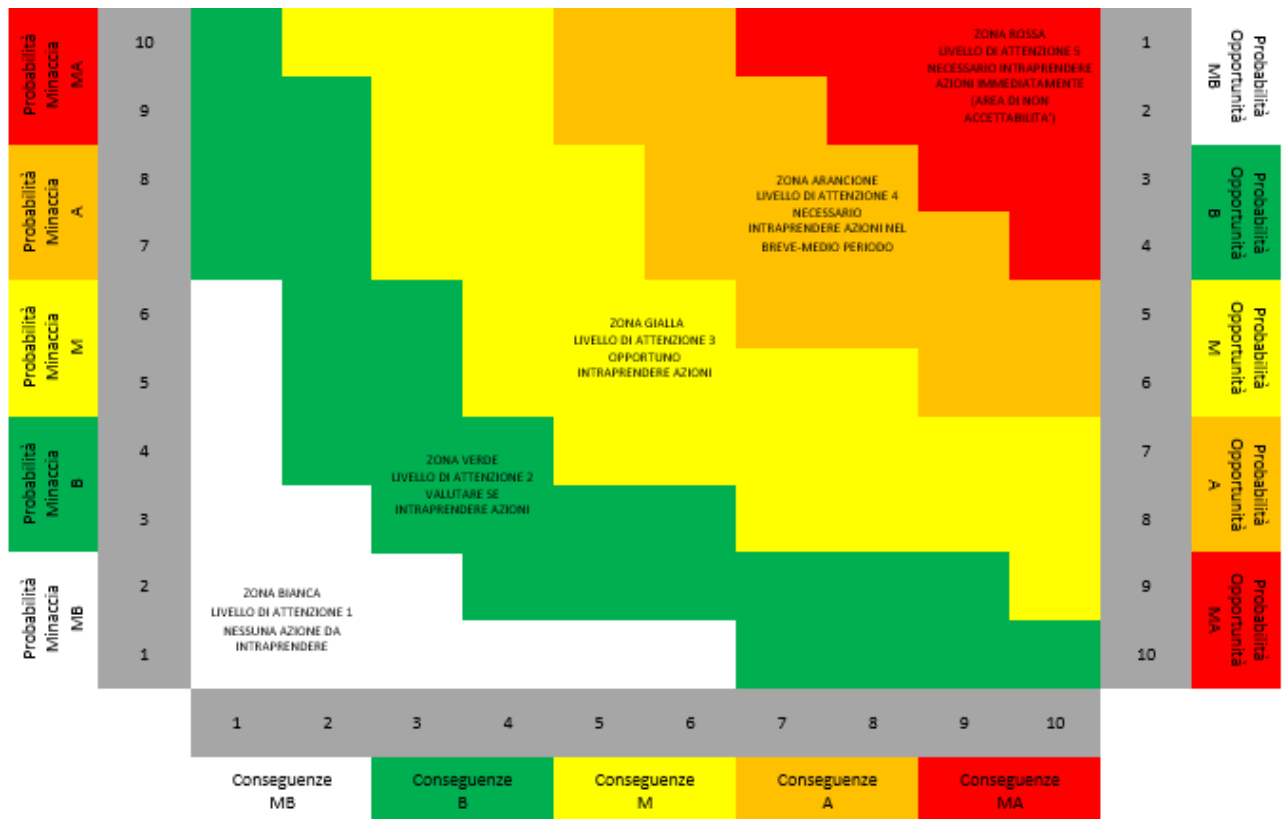 Probabilità
Minaccia
MA
10
9
ZONA ROSSA
LIVELLO DI ATTENZIONE 5
NECESSARIO INTRAPRENDERE
AZIONI IMMEDIATAMENTE
(AREA DI NON
ACCETTABILITA')
1
2
Probabilità
Opportunità
MB
Probabilità
Minaccia
A
8
7
ZONA ARANCIONE
LIVELLO DI ATTENZIONE 4
NECESSARIO
INTRAPRENDERE AZIONI NEL
BREVE-MEDIO PERIODO
3
4
Probabilità
Opportunità
B
Probabilità
Minaccia
M
6
5
ZONA GIALLA
LIVELLO DI ATTENZIONE 3
OPPORTUNO
INTRAPRENDERE AZIONI
5
6
Probabilità
Opportunità
M
Probabilità
Minaccia
B
4
3
ZONA VERDE
LIVELLO DI ATTENZIONE 2
VALUTARE SE
INTRAPRENDERE AZIONI
7
8
Probabilità
Opportunità
A
Probabilità
Minaccia
MB
2
1
ZONA BIANCA
LIVELLO DI ATTENZIONE 1
NESSUNA AZIONE DA
INTRAPRENDERE
9
10
Probabilità
Opportunità
MA
1 2 3 4 5 6 7 8 9 10
Conseguenze
MB
Conseguenze
B
Conseguenze
M
Conseguenze
A
Conseguenze
MA